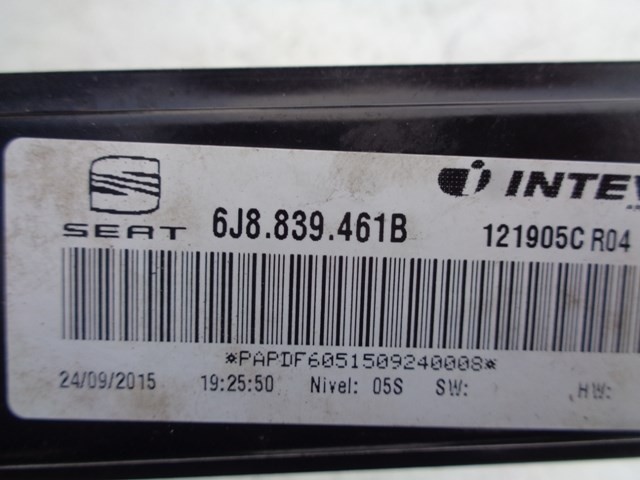 INTE
SEAT 6J8.839.461B 121905C R04
*PAPDF6051509240008*
24/09/2015 19:25:50 Nivel: 05S SW: HW: